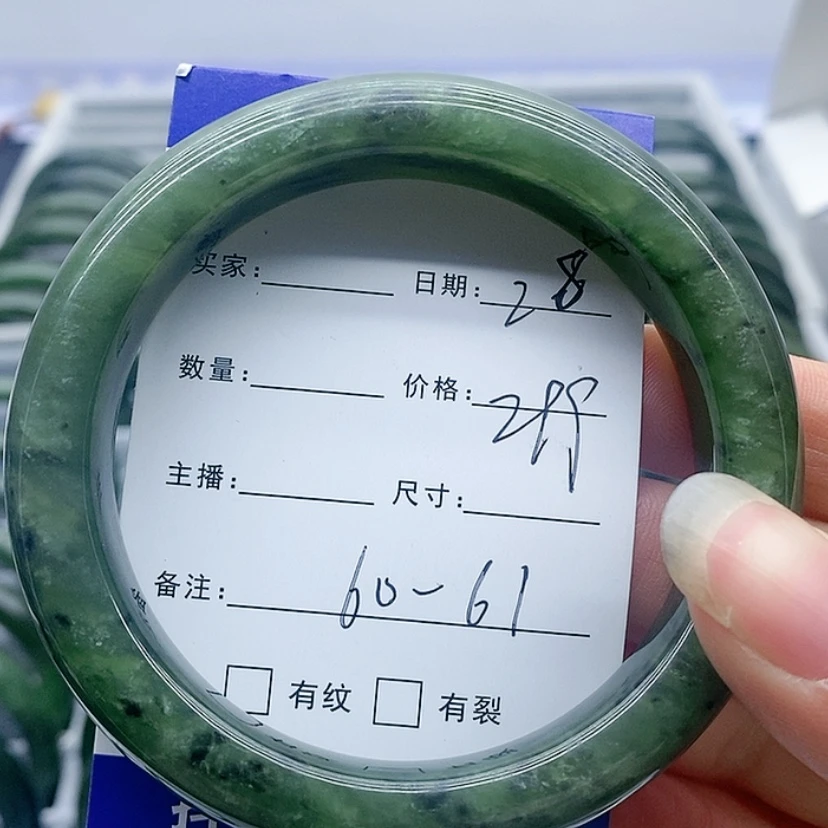 买家： 日期：28
数量： 价格：299
主播： 尺寸：
备注：60-61
有纹 有裂